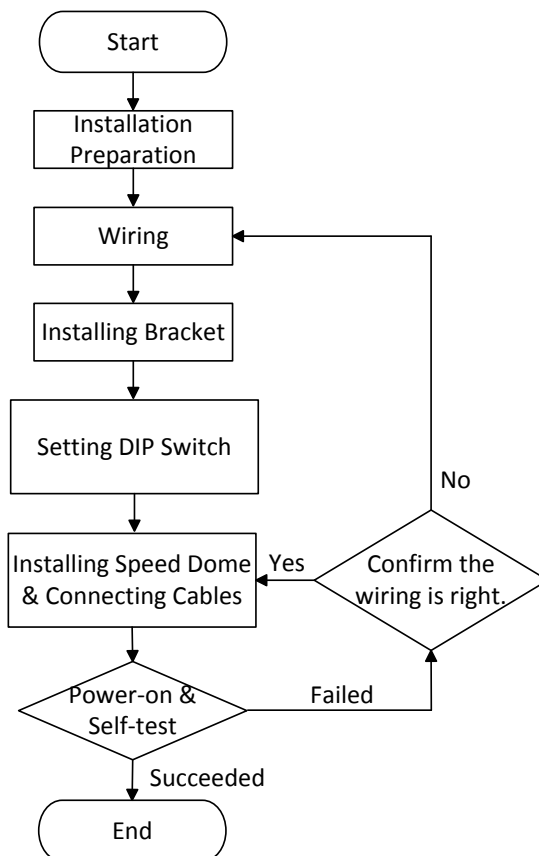 Start
Installation
Preparation
Wiring
Installing Bracket
Setting DIP Switch
No
Installing Speed Dome
& Connecting Cables
Yes
Confirm the
wiring is right.
Power-on &
Self-test
Failed
Succeeded
End